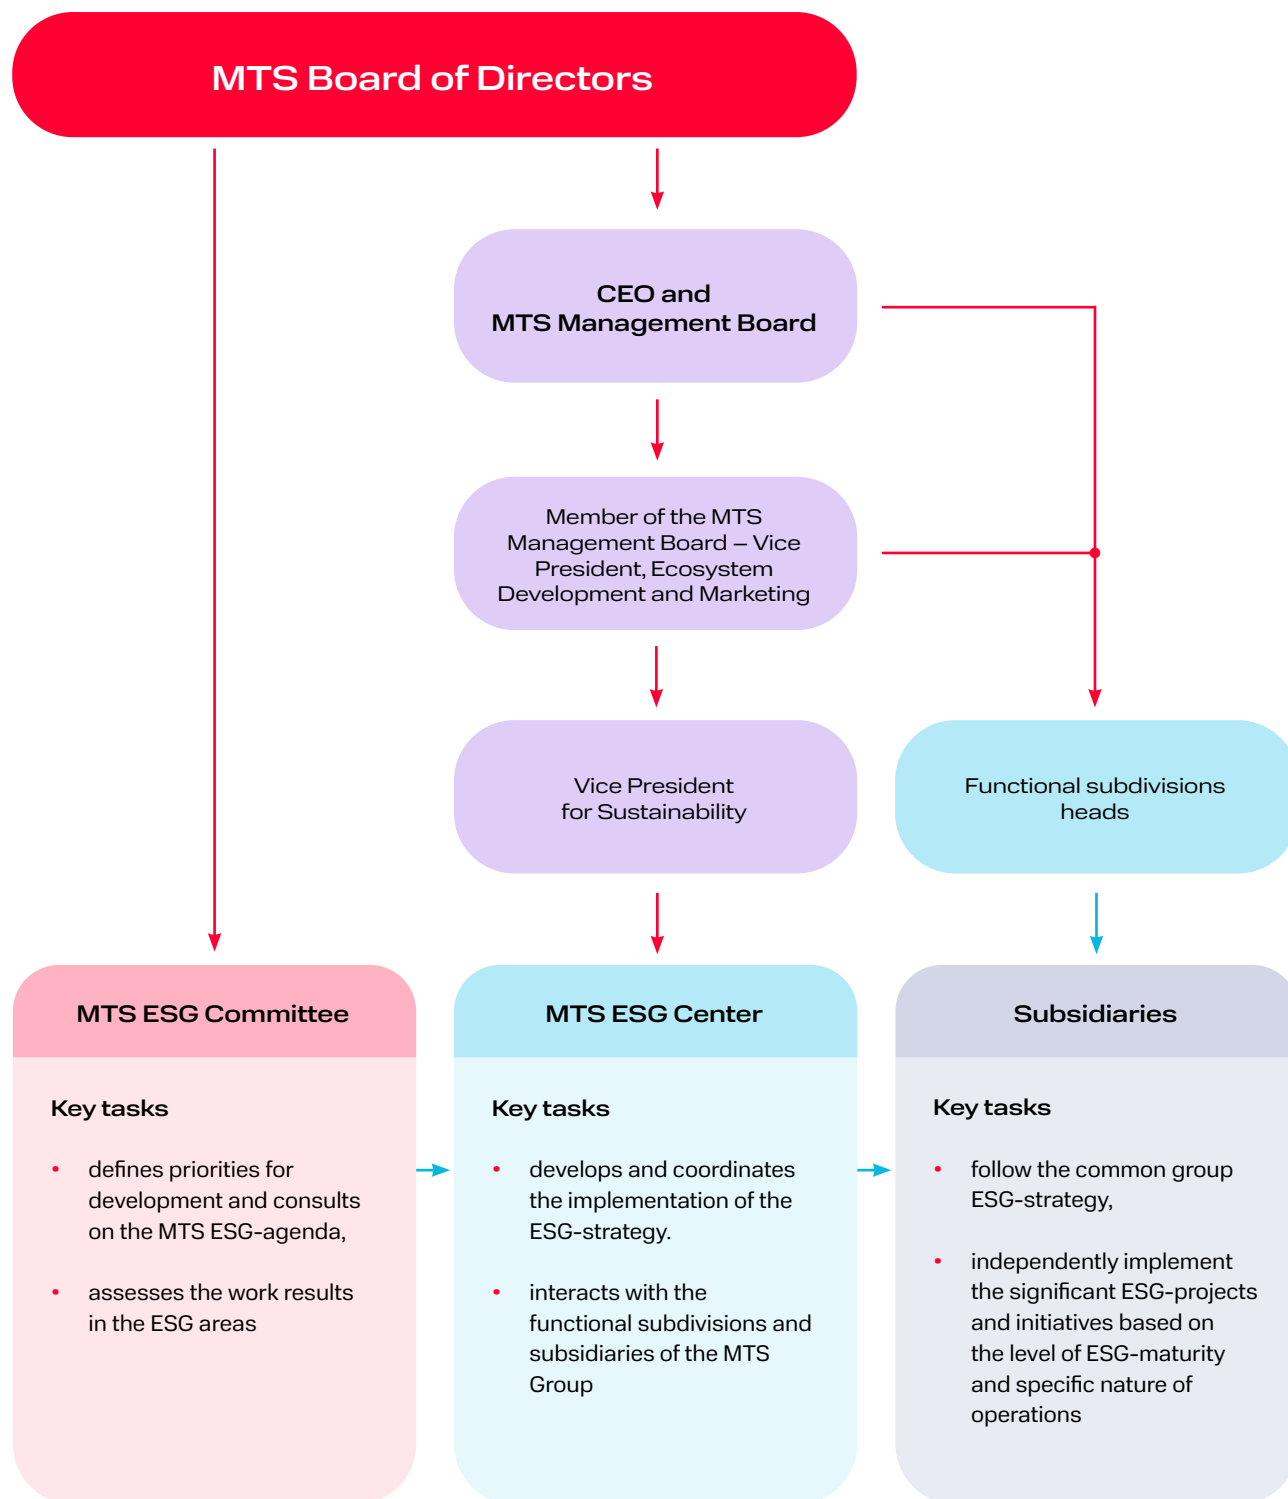 MTS Board of Directors
CEO and
MTS Management Board
Member of the MTS
Management Board – Vice
President, Ecosystem
Development and Marketing
Vice President
for Sustainability
Functional subdivisions
heads
MTS ESG Committee
Key tasks
• defines priorities for
development and consults
on the MTS ESG-agenda,
• assesses the work results
in the ESG areas
MTS ESG Center
Key tasks
• develops and coordinates
the implementation of the
ESG-strategy.
• interacts with the
functional subdivisions and
subsidiaries of the MTS
Group
Subsidiaries
Key tasks
• follow the common group
ESG-strategy,
• independently implement
the significant ESG-projects
and initiatives based on
the level of ESG-maturity
and specific nature of
operations